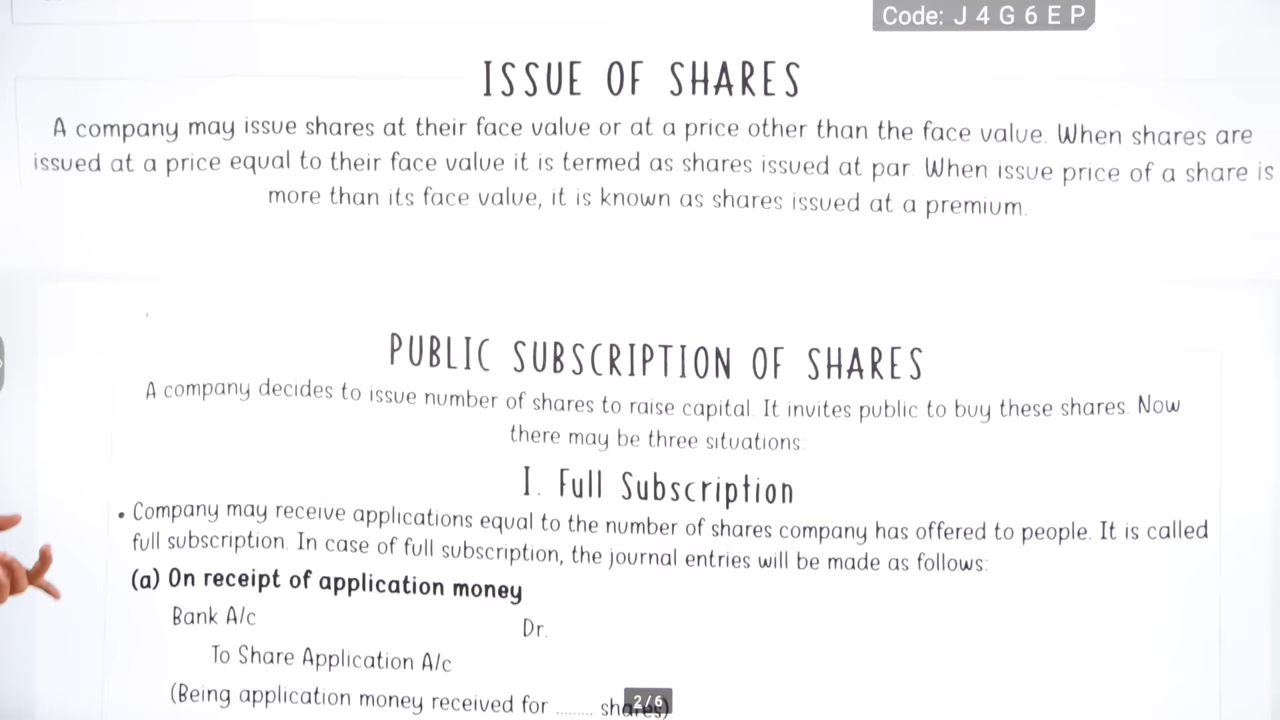 Code: J 4 G 6 E P
ISSUE OF SHARES
A company may issue shares at their face value or at a price other than the face value. When shares are
issued at a price equal to their face value it is termed as shares issued at par. When issue price of a share is
more than its face value, it is known as shares issued at a premium.
PUBLIC SUBSCRIPTION OF SHARES
A company decides to issue number of shares to raise capital. It invites public to buy these shares. Now
there may be three situations:
I. Full Subscription
• Company may receive applications equal to the number of shares company has offered to people. It is called
full subscription. In case of full subscription, the journal entries will be made as follows:
(a) On receipt of application money
Bank A/c Dr.
To Share Application A/c
(Being application money received for ......... shares)
2/6